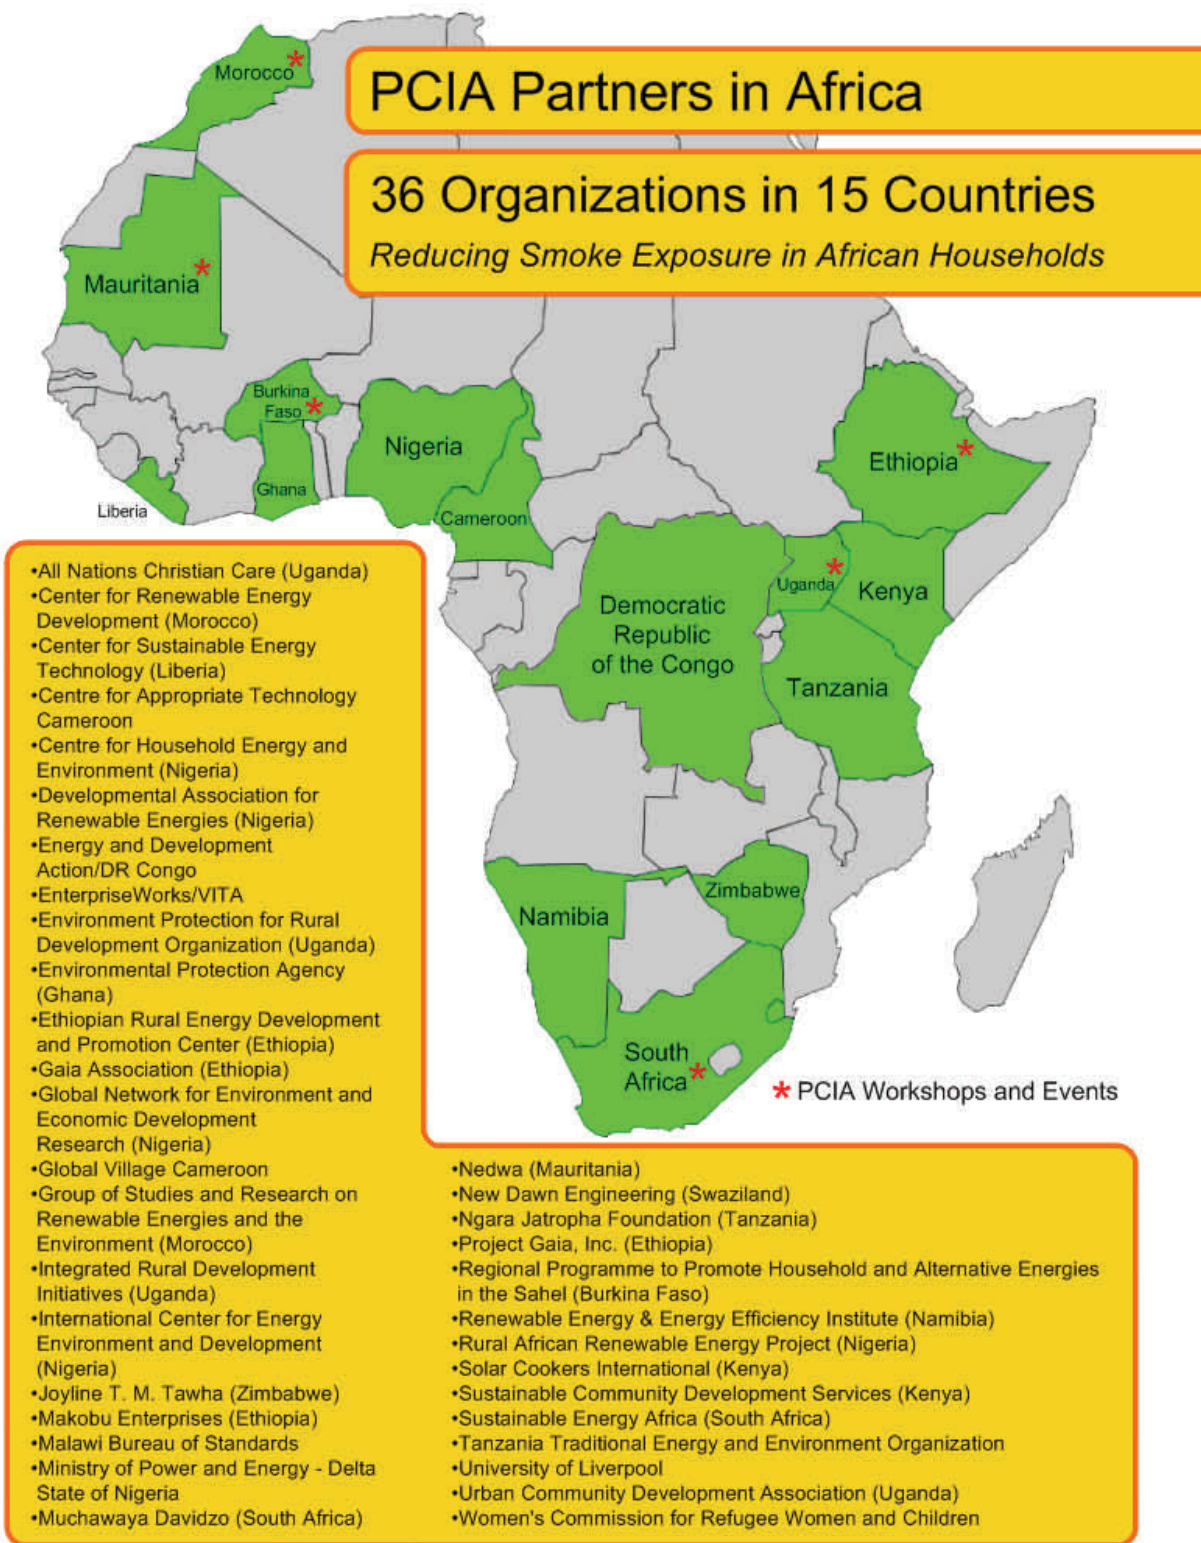 PCIA Partners in Africa
36 Organizations in 15 Countries
Reducing Smoke Exposure in African Households
Morocco *
Mauritania *
Burkina
Faso *
Nigeria
Ghana
Liberia
Cameroon
Ethiopia *
Uganda *
Kenya
Democratic
Republic
of the Congo
Tanzania
Zimbabwe
Namibia
South
Africa *
* PCIA Workshops and Events
•All Nations Christian Care (Uganda)
•Center for Renewable Energy
Development (Morocco)
•Center for Sustainable Energy
Technology (Liberia)
•Centre for Appropriate Technology
Cameroon
•Centre for Household Energy and
Environment (Nigeria)
•Developmental Association for
Renewable Energies (Nigeria)
•Energy and Development
Action/DR Congo
•EnterpriseWorks/VITA
•Environment Protection for Rural
Development Organization (Uganda)
•Environmental Protection Agency
(Ghana)
•Ethiopian Rural Energy Development
and Promotion Center (Ethiopia)
•Gaia Association (Ethiopia)
•Global Network for Environment and
Economic Development
Research (Nigeria)
•Global Village Cameroon
•Group of Studies and Research on
Renewable Energies and the
Environment (Morocco)
•Integrated Rural Development
Initiatives (Uganda)
•International Center for Energy
Environment and Development
(Nigeria)
•Joyline T. M. Tawha (Zimbabwe)
•Makobu Enterprises (Ethiopia)
•Malawi Bureau of Standards
•Ministry of Power and Energy - Delta
State of Nigeria
•Muchawaya Davidzo (South Africa)
•Nedwa (Mauritania)
•New Dawn Engineering (Swaziland)
•Ngara Jatropha Foundation (Tanzania)
•Project Gaia, Inc. (Ethiopia)
•Regional Programme to Promote Household and Alternative Energies
in the Sahel (Burkina Faso)
•Renewable Energy & Energy Efficiency Institute (Namibia)
•Rural African Renewable Energy Project (Nigeria)
•Solar Cookers International (Kenya)
•Sustainable Community Development Services (Kenya)
•Sustainable Energy Africa (South Africa)
•Tanzania Traditional Energy and Environment Organization
•University of Liverpool
•Urban Community Development Association (Uganda)
•Women's Commission for Refugee Women and Children